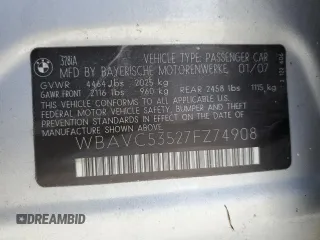 BMW
328iA VEHICLE TYPE: PASSENGER CAR
MFD BY BAYERISCHE MOTORENWERKE 01/07
GVWR 4464 LBS 2025 kg
GAWR FRONT 2116 lbs 960 kg REAR 2458 lbs 1115 kg
THIS VEHICLE CONFORMS TO ALL APPLICABLE U.S.
FEDERAL MOTOR VEHICLE SAFETY, BUMPER,
AND THEFT PREVENTION STANDARDS IN EFFECT
ON THE DATE OF MANUFACTURE SHOWN ABOVE.
WBAVC53527FZ74908
DREAMBID